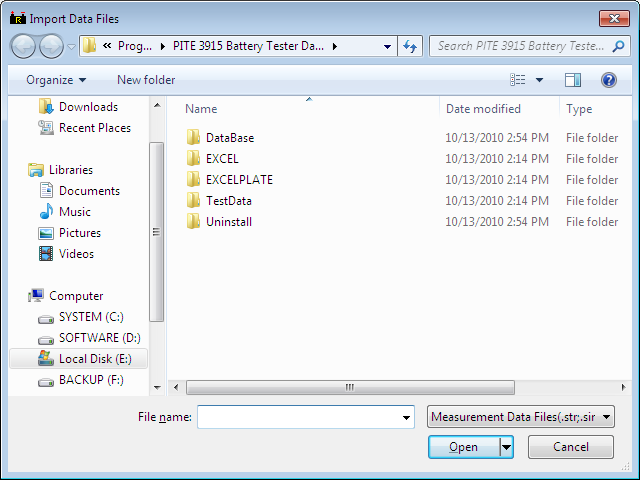 Import Data Files
« Prog... PITE 3915 Battery Tester Da...
Search PITE 3915 Battery Teste...
Organize New folder
Downloads
Recent Places
Libraries
Documents
Music
Pictures
Videos
Computer
SYSTEM (C:)
SOFTWARE (D:)
Local Disk (E:)
BACKUP (F:)
Name Date modified Type
DataBase 10/13/2010 2:54 PM File folder
EXCEL 10/13/2010 2:14 PM File folder
EXCELPLATE 10/13/2010 2:14 PM File folder
TestData 10/13/2010 2:14 PM File folder
Uninstall 10/13/2010 2:54 PM File folder
File name: Measurement Data Files(.str;.sir
Open Cancel